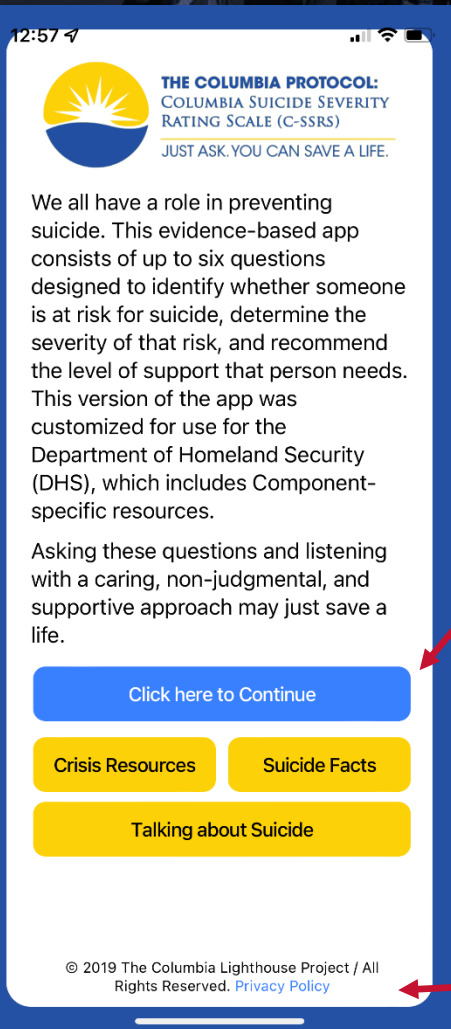 12:57
THE COLUMBIA PROTOCOL:
COLUMBIA SUICIDE SEVERITY
RATING SCALE (C-SSRS)
JUST ASK. YOU CAN SAVE A LIFE.
We all have a role in preventing
suicide. This evidence-based app
consists of up to six questions
designed to identify whether someone
is at risk for suicide, determine the
severity of that risk, and recommend
the level of support that person needs.
This version of the app was
customized for use for the
Department of Homeland Security
(DHS), which includes Component-
specific resources.
Asking these questions and listening
with a caring, non-judgmental, and
supportive approach may just save a
life.
Click here to Continue
Crisis Resources Suicide Facts
Talking about Suicide
© 2019 The Columbia Lighthouse Project / All
Rights Reserved. Privacy Policy